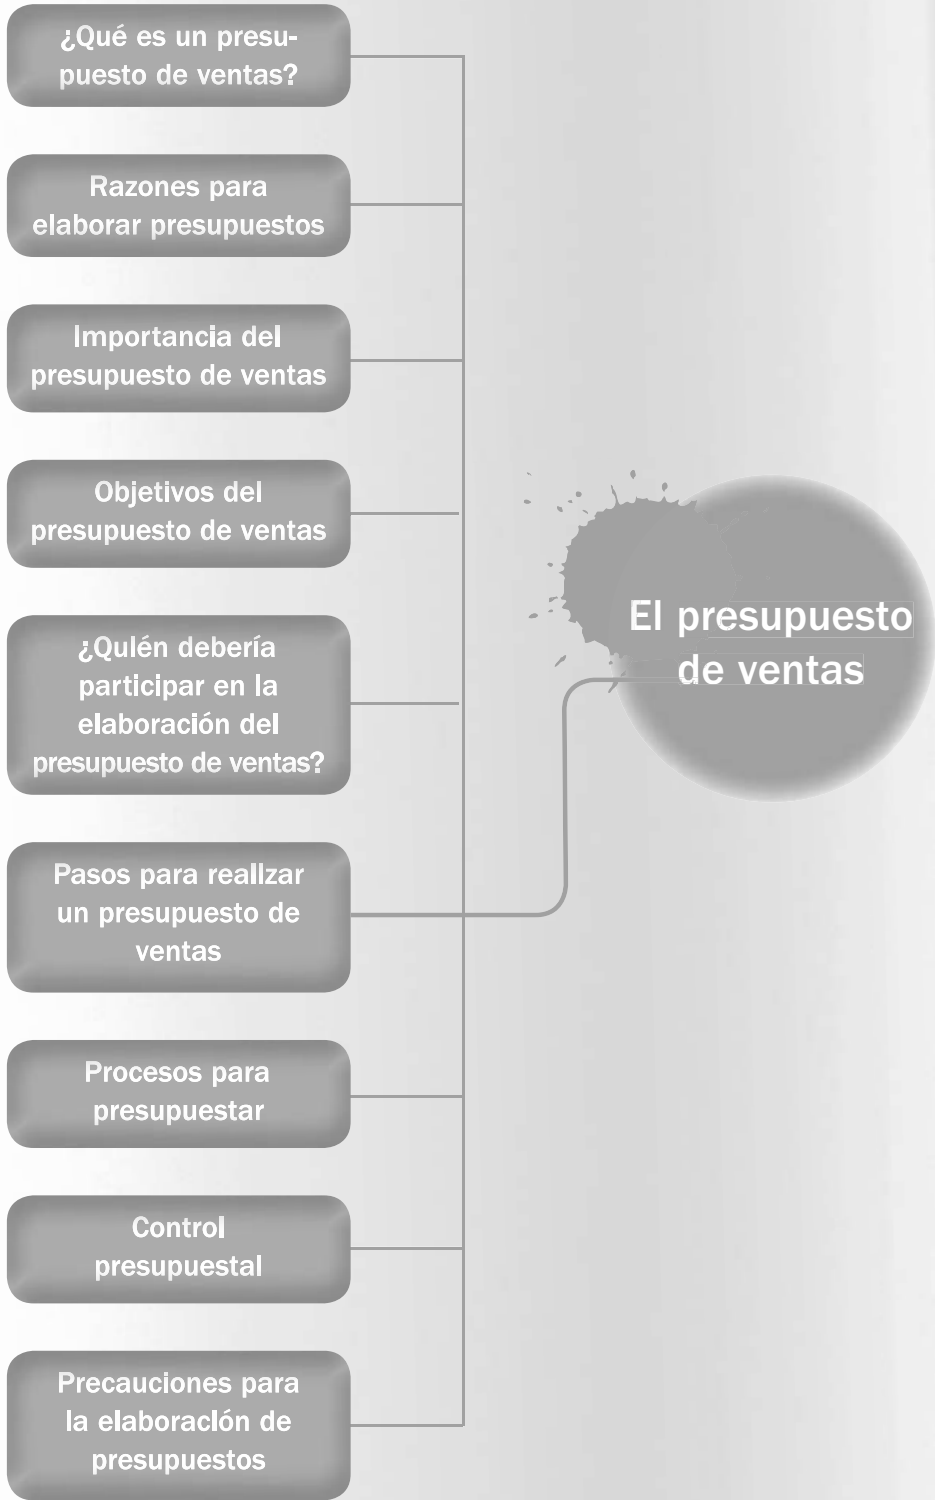 ¿Qué es un presu-
puesto de ventas?
Razones para
elaborar presupuestos
Importancia del
presupuesto de ventas
Objetivos del
presupuesto de ventas
¿Quién debería
participar en la
elaboración del
presupuesto de ventas?
Pasos para realizar
un presupuesto de
ventas
Procesos para
presupuestar
Control
presupuestal
Precauciones para
la elaboración de
presupuestos
El presupuesto
de ventas